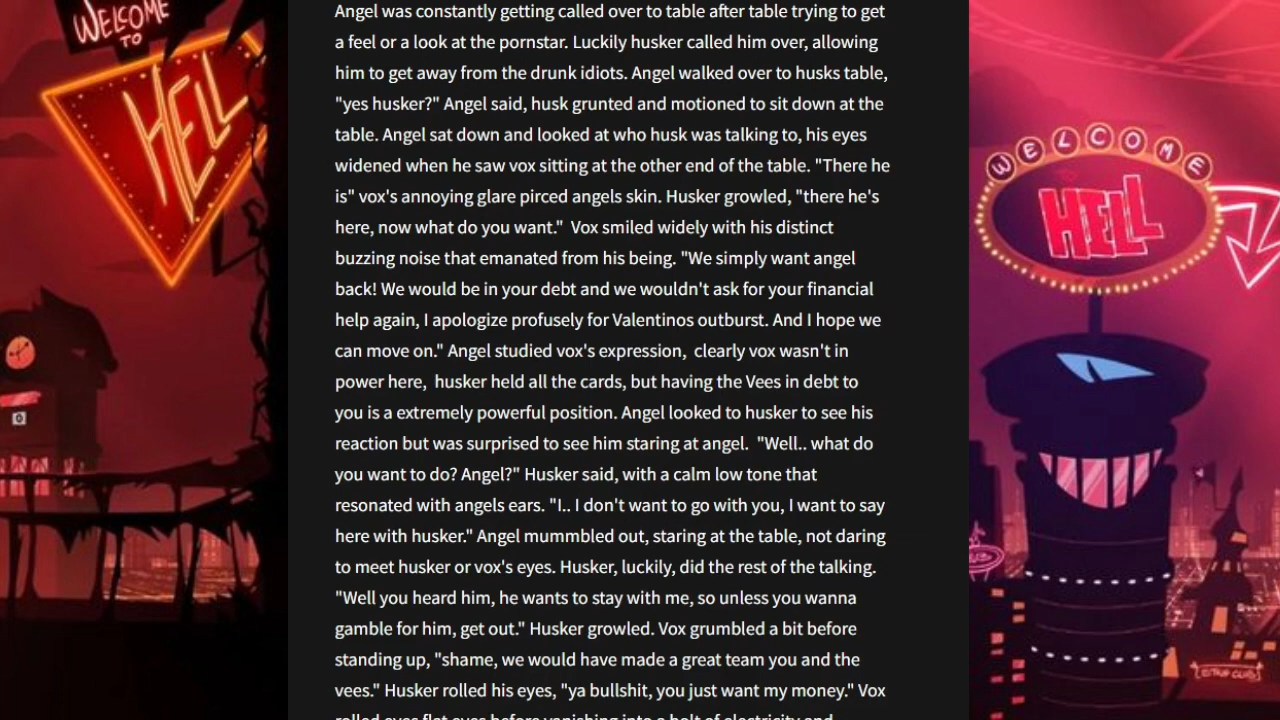 WELCOME
TO
HELL
Angel was constantly getting called over to table after table trying to get
a feel or a look at the pornstar. Luckily husker called him over, allowing
him to get away from the drunk idiots. Angel walked over to husks table,
"yes husker?" Angel said, husk grunted and motioned to sit down at the
table. Angel sat down and looked at who husk was talking to, his eyes
widened when he saw vox sitting at the other end of the table. "There he
is" vox's annoying glare pirced angels skin. Husker growled, "there he's
here, now what do you want."  Vox smiled widely with his distinct
buzzing noise that emanated from his being. "We simply want angel
back! We would be in your debt and we wouldn't ask for your financial
help again, I apologize profusely for Valentinos outburst. And I hope we
can move on." Angel studied vox's expression,  clearly vox wasn't in
power here,  husker held all the cards, but having the Vees in debt to
you is a extremely powerful position. Angel looked to husker to see his
reaction but was surprised to see him staring at angel.  "Well.. what do
you want to do? Angel?" Husker said, with a calm low tone that
resonated with angels ears. "I.. I don't want to go with you, I want to say
here with husker." Angel mummbled out, staring at the table, not daring
to meet husker or vox's eyes. Husker, luckily, did the rest of the talking.
"Well you heard him, he wants to stay with me, so unless you wanna
gamble for him, get out." Husker growled. Vox grumbled a bit before
standing up, "shame, we would have made a great team you and the
vees." Husker rolled his eyes, "ya bullshit, you just want my money." Vox
rolled eyes flat eyes before vanishing into a bolt of electricity and
WELCOME
HELL